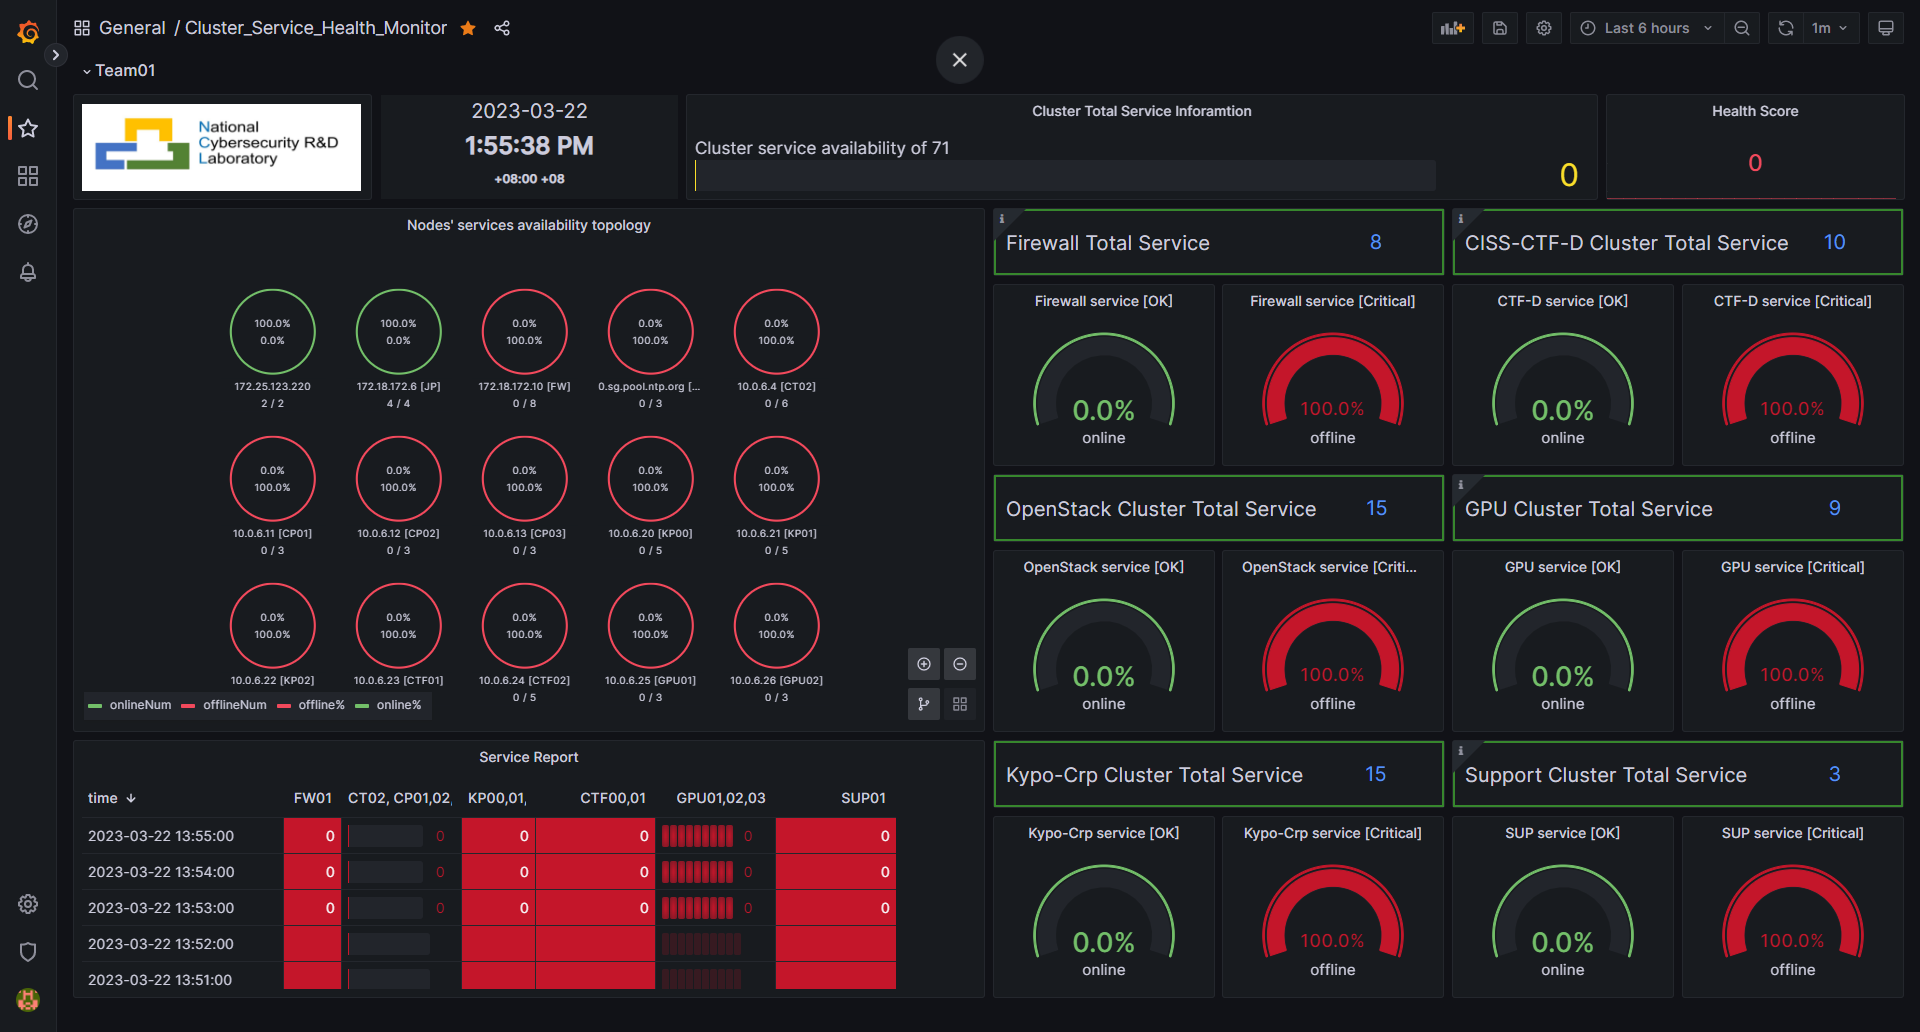 General / Cluster_Service_Health_Monitor
Last 6 hours
1m
Team01
National
Cybersecurity R&D
Laboratory
2023-03-22
1:55:38 PM
+08:00 +08
Cluster Total Service Inforamtion
Cluster service availability of 71
0
Health Score
0
Nodes' services availability topology
100.0%
0.0%
172.25.123.220
2 / 2
100.0%
0.0%
172.18.172.6 [JP]
4 / 4
0.0%
100.0%
172.18.172.10 [FW]
0 / 8
0.0%
100.0%
0.sg.pool.ntp.org [...
0 / 3
0.0%
100.0%
10.0.6.4 [CT02]
0 / 6
0.0%
100.0%
10.0.6.11 [CP01]
0 / 3
0.0%
100.0%
10.0.6.12 [CP02]
0 / 3
0.0%
100.0%
10.0.6.13 [CP03]
0 / 3
0.0%
100.0%
10.0.6.20 [KP00]
0 / 5
0.0%
100.0%
10.0.6.21 [KP01]
0 / 5
0.0%
100.0%
10.0.6.22 [KP02]
0.0%
100.0%
10.0.6.23 [CTF01]
0.0%
100.0%
10.0.6.24 [CTF02]
0 / 5
0.0%
100.0%
10.0.6.25 [GPU01]
0 / 3
0.0%
100.0%
10.0.6.26 [GPU02]
0 / 3
onlineNum offlineNum offline% online%
Service Report
time FW01 CT02, CP01,02, KP00,01, CTF00,01 GPU01,02,03 SUP01
2023-03-22 13:55:00 0 0 0 0 0 0
2023-03-22 13:54:00 0 0 0 0 0 0
2023-03-22 13:53:00 0 0 0 0 0 0
2023-03-22 13:52:00
2023-03-22 13:51:00
Firewall Total Service 8
CISS-CTF-D Cluster Total Service 10
Firewall service [OK]
0.0%
online
Firewall service [Critical]
100.0%
offline
CTF-D service [OK]
0.0%
online
CTF-D service [Critical]
100.0%
offline
OpenStack Cluster Total Service 15
GPU Cluster Total Service 9
OpenStack service [OK]
0.0%
online
OpenStack service [Criti...
100.0%
offline
GPU service [OK]
0.0%
online
GPU service [Critical]
100.0%
offline
Kypo-Crp Cluster Total Service 15
Support Cluster Total Service 3
Kypo-Crp service [OK]
0.0%
online
Kypo-Crp service [Critical]
100.0%
offline
SUP service [OK]
0.0%
online
SUP service [Critical]
100.0%
offline